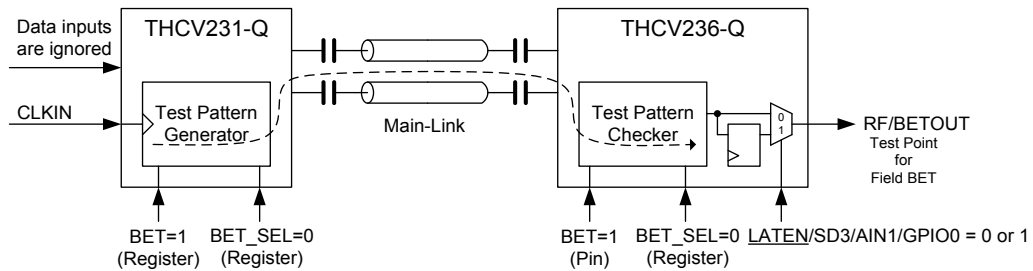 Data inputs
are ignored
THCV231-Q
THCV236-Q
CLKIN
Test Pattern
Generator
Main-Link
Test Pattern
Checker
0
1
RF/BETOUT
Test Point
for
Field BET
BET=1
(Register)
BET_SEL=0
(Register)
BET=1
(Pin)
BET_SEL=0
(Register)
LATEN/SD3/AIN1/GPIO0 = 0 or 1